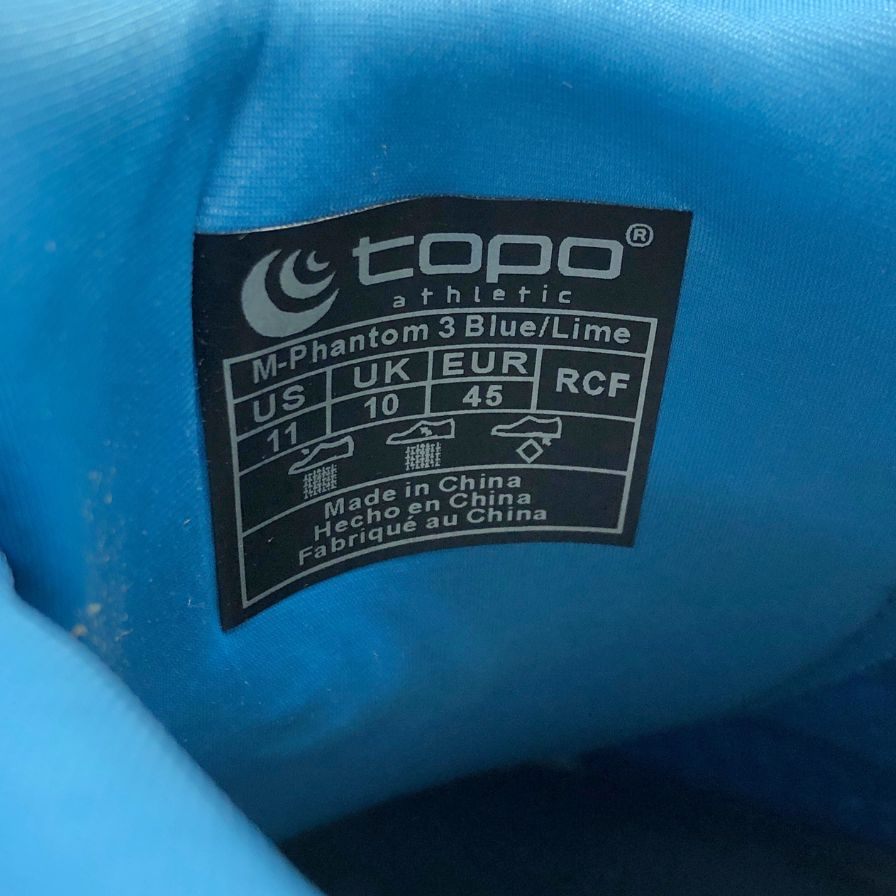 topo®
athletic
M-Phantom 3 Blue/Lime
US UK EUR RCF
11 10 45
Made in China
Hecho en China
Fabriqué au China